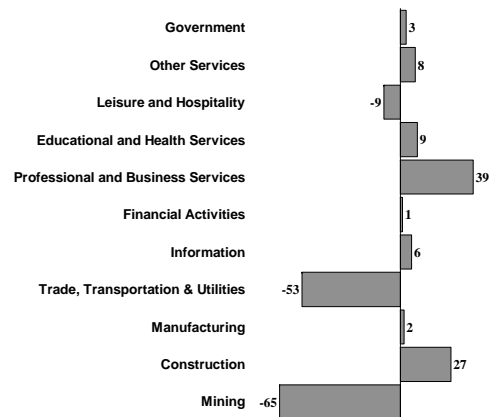 Government 3
Other Services 8
Leisure and Hospitality -9
Educational and Health Services 9
Professional and Business Services 39
Financial Activities 1
Information 6
Trade, Transportation & Utilities -53
Manufacturing 2
Construction 27
Mining -65